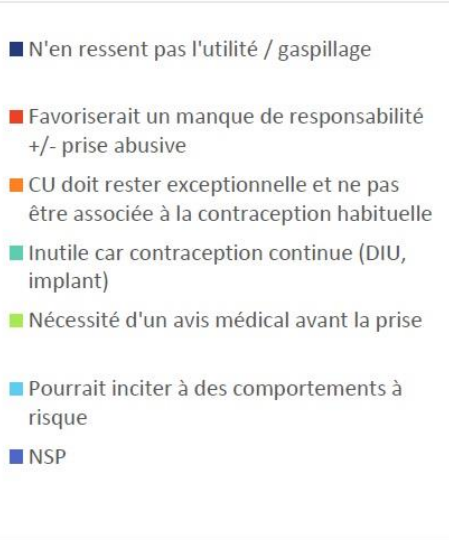 N'en ressent pas l'utilité / gaspillage
Favoriserait un manque de responsabilité
+/- prise abusive
CU doit rester exceptionnelle et ne pas
être associée à la contraception habituelle
Inutile car contraception continue (DIU,
implant)
Nécessité d'un avis médical avant la prise
Pourrait inciter à des comportements à
risque
NSP